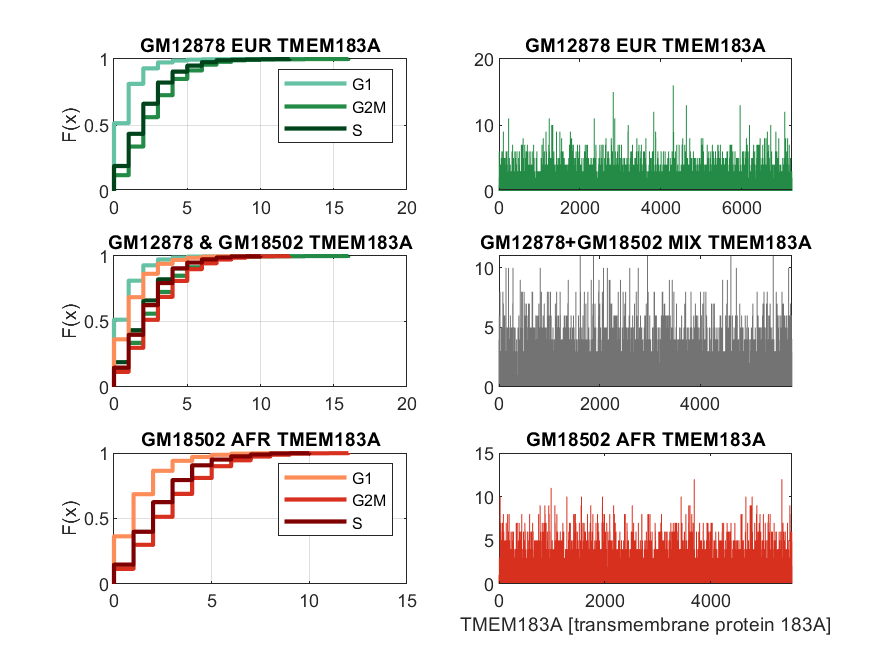 GM12878 EUR TMEM183A
1
0.5
0
F(x)
0 5 10 15 20
G1
G2M
S
GM12878 EUR TMEM183A
20
10
0
0 2000 4000 6000
GM12878 & GM18502 TMEM183A
1
0.5
0
F(x)
0 5 10 15 20
GM12878+GM18502 MIX TMEM183A
10
5
0
0 2000 4000
GM18502 AFR TMEM183A
1
0.5
0
F(x)
0 5 10 15
G1
G2M
S
GM18502 AFR TMEM183A
15
10
5
0
0 2000 4000
TMEM183A [transmembrane protein 183A]